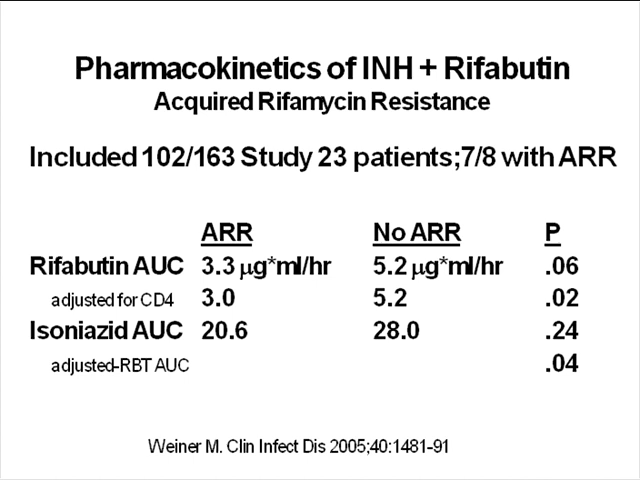 Pharmacokinetics of INH + Rifabutin
Acquired Rifamycin Resistance
Included 102/163 Study 23 patients;7/8 with ARR
ARR No ARR P
Rifabutin AUC 3.3 μg*ml/hr 5.2 μg*ml/hr .06
adjusted for CD4 3.0 5.2 .02
Isoniazid AUC 20.6 28.0 .24
adjusted-RBT AUC .04
Weiner M. Clin Infect Dis 2005;40:1481-91